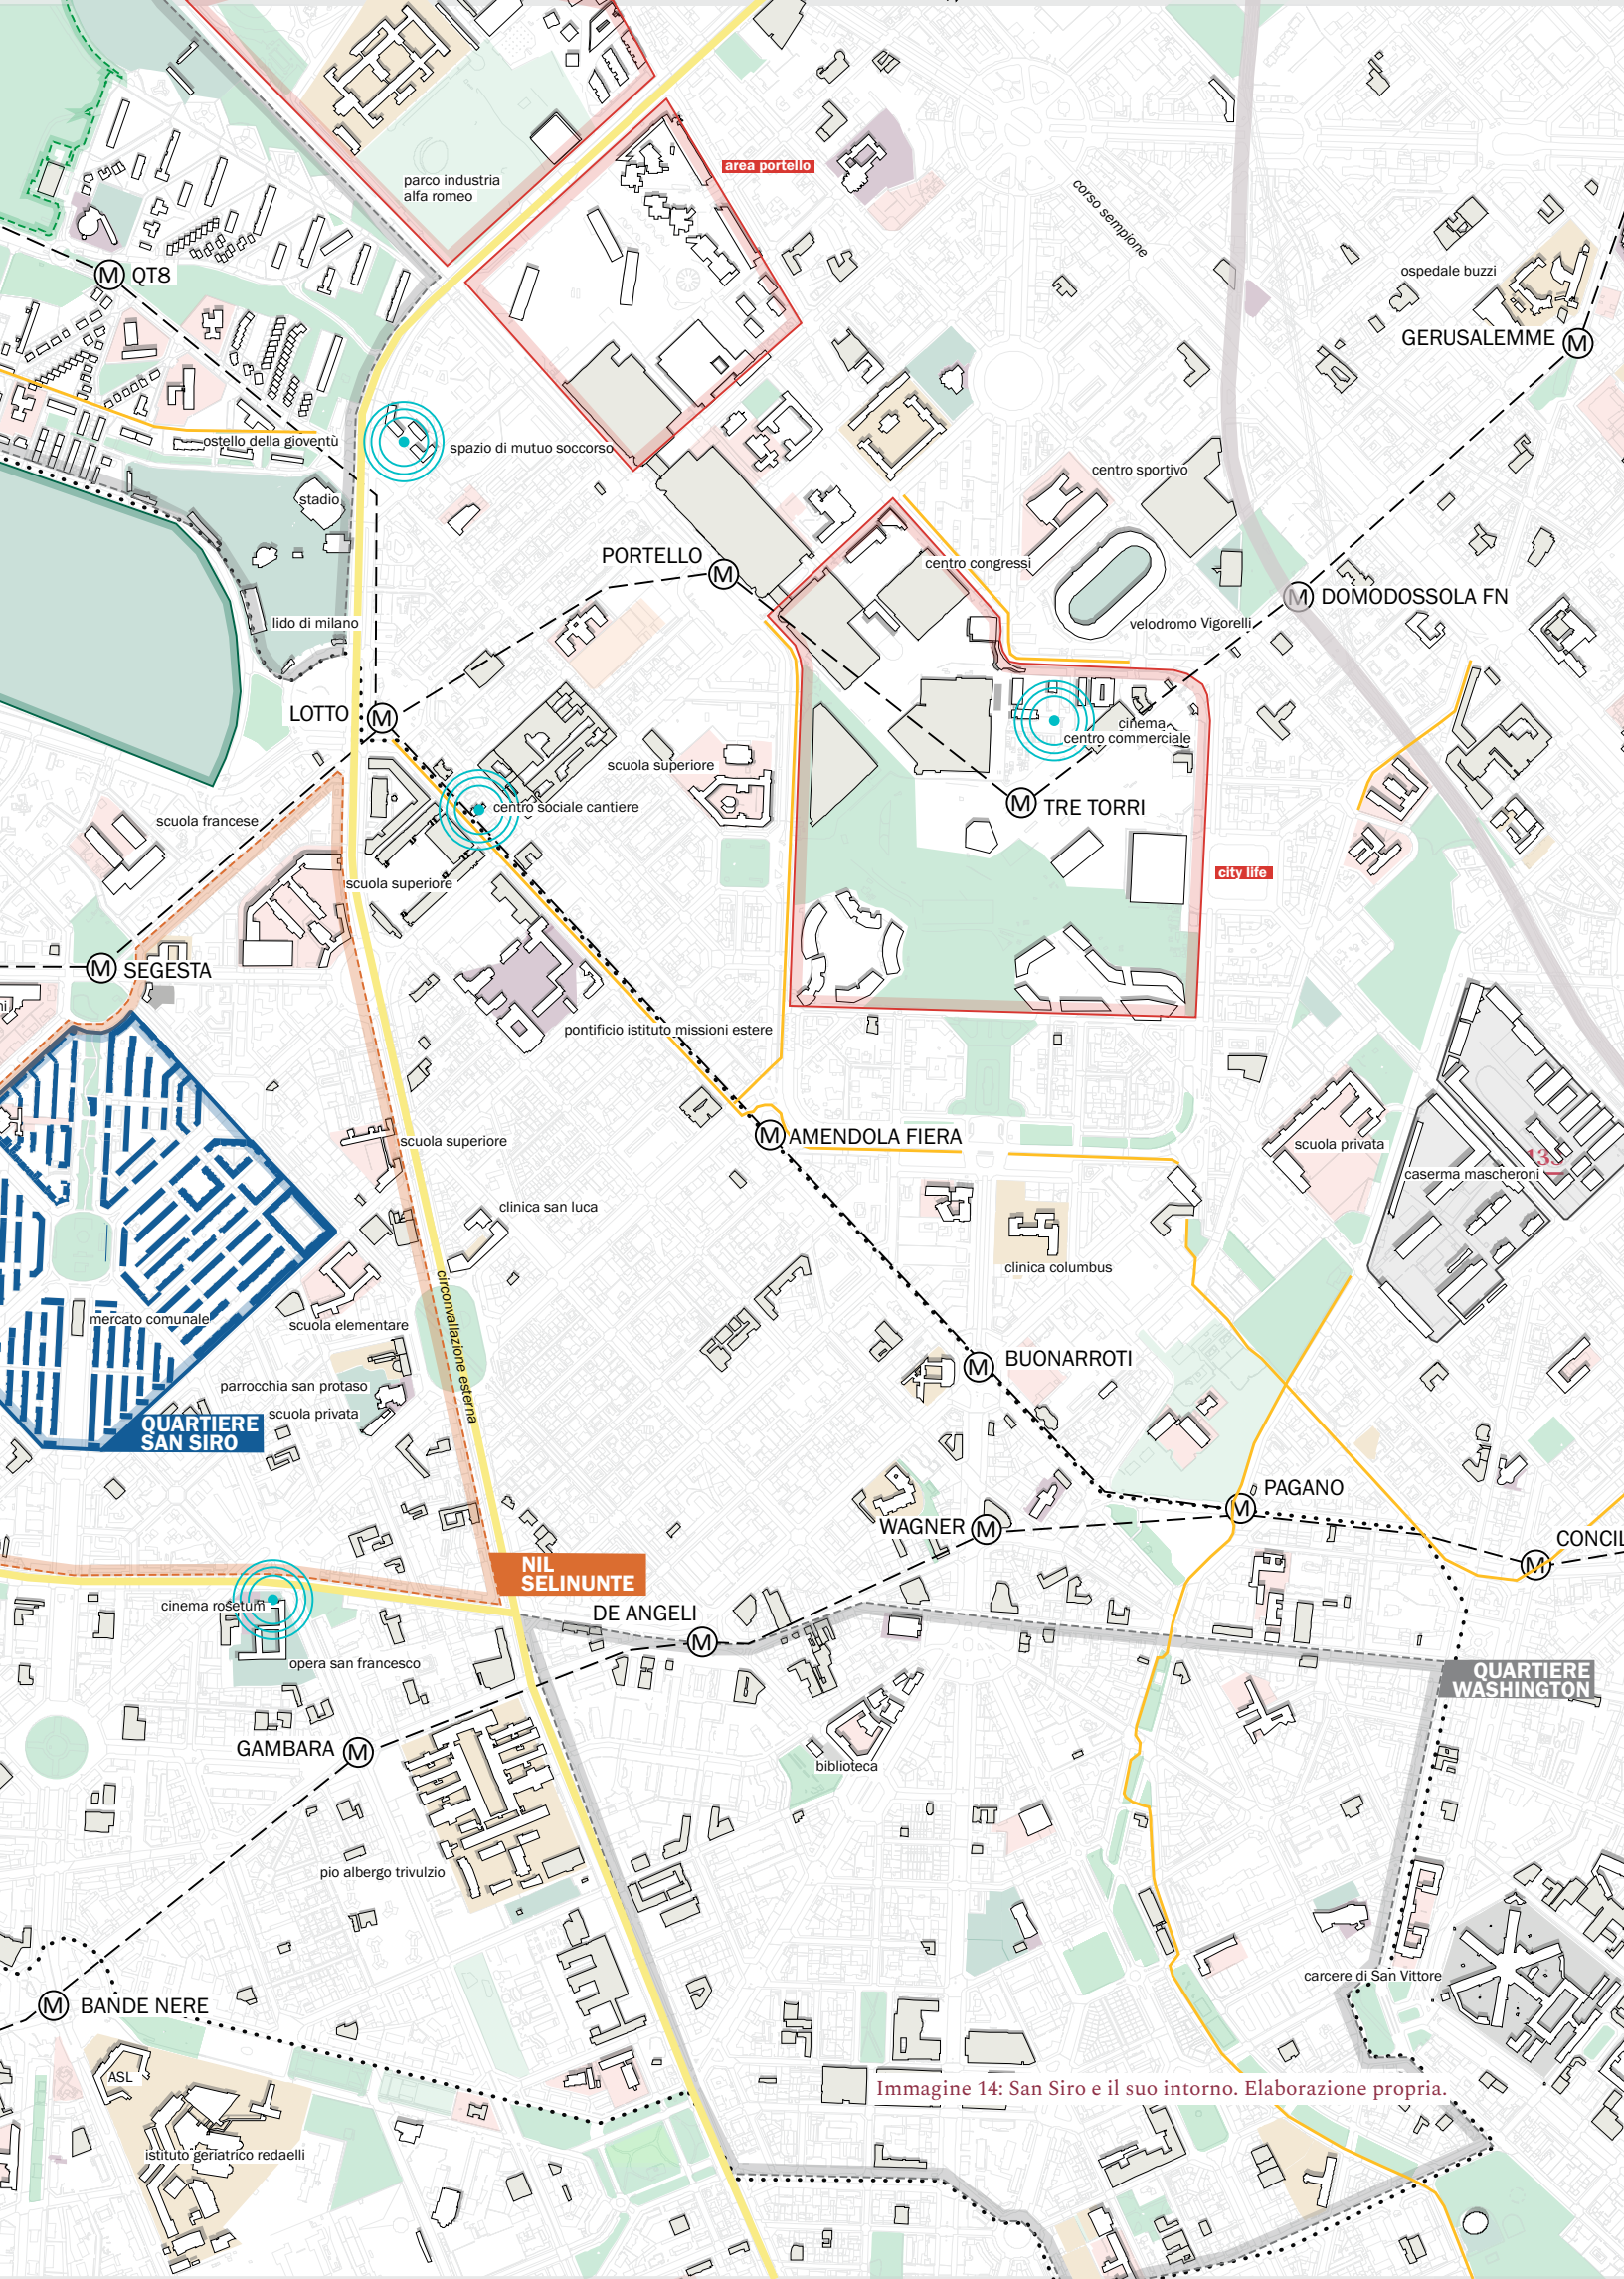 area portello
parco industria
alfa romeo
corso sempione
ospedale buzzi
QT8
GERUSALEMME
ostello della gioventù
spazio di mutuo soccorso
centro sportivo
stadio
PORTELLO
centro congressi
DOMODOSSOLA FN
lido di milano
velodromo Vigorelli
LOTTO
cinema
centro commerciale
scuola superiore
centro sociale cantiere
TRE TORRI
scuola francese
city life
scuola superiore
SEGESTA
pontificio istituto missioni estere
AMENDOLA FIERA
scuola superiore
scuola privata
133
caserma mascheroni
clinica san luca
clinica columbus
circonvallazione esterna
mercato comunale
scuola elementare
BUONARROTI
parrocchia san protaso
scuola privata
QUARTIERE
SAN SIRO
PAGANO
WAGNER
CONCIL
NIL
SELINUNTE
cinema rosetum
DE ANGELI
opera san francesco
QUARTIERE
WASHINGTON
GAMBARA
biblioteca
pio albergo trivulzio
carcere di San Vittore
BANDE NERE
ASL
Immagine 14: San Siro e il suo intorno. Elaborazione propria.
istituto geriatrico redaelli